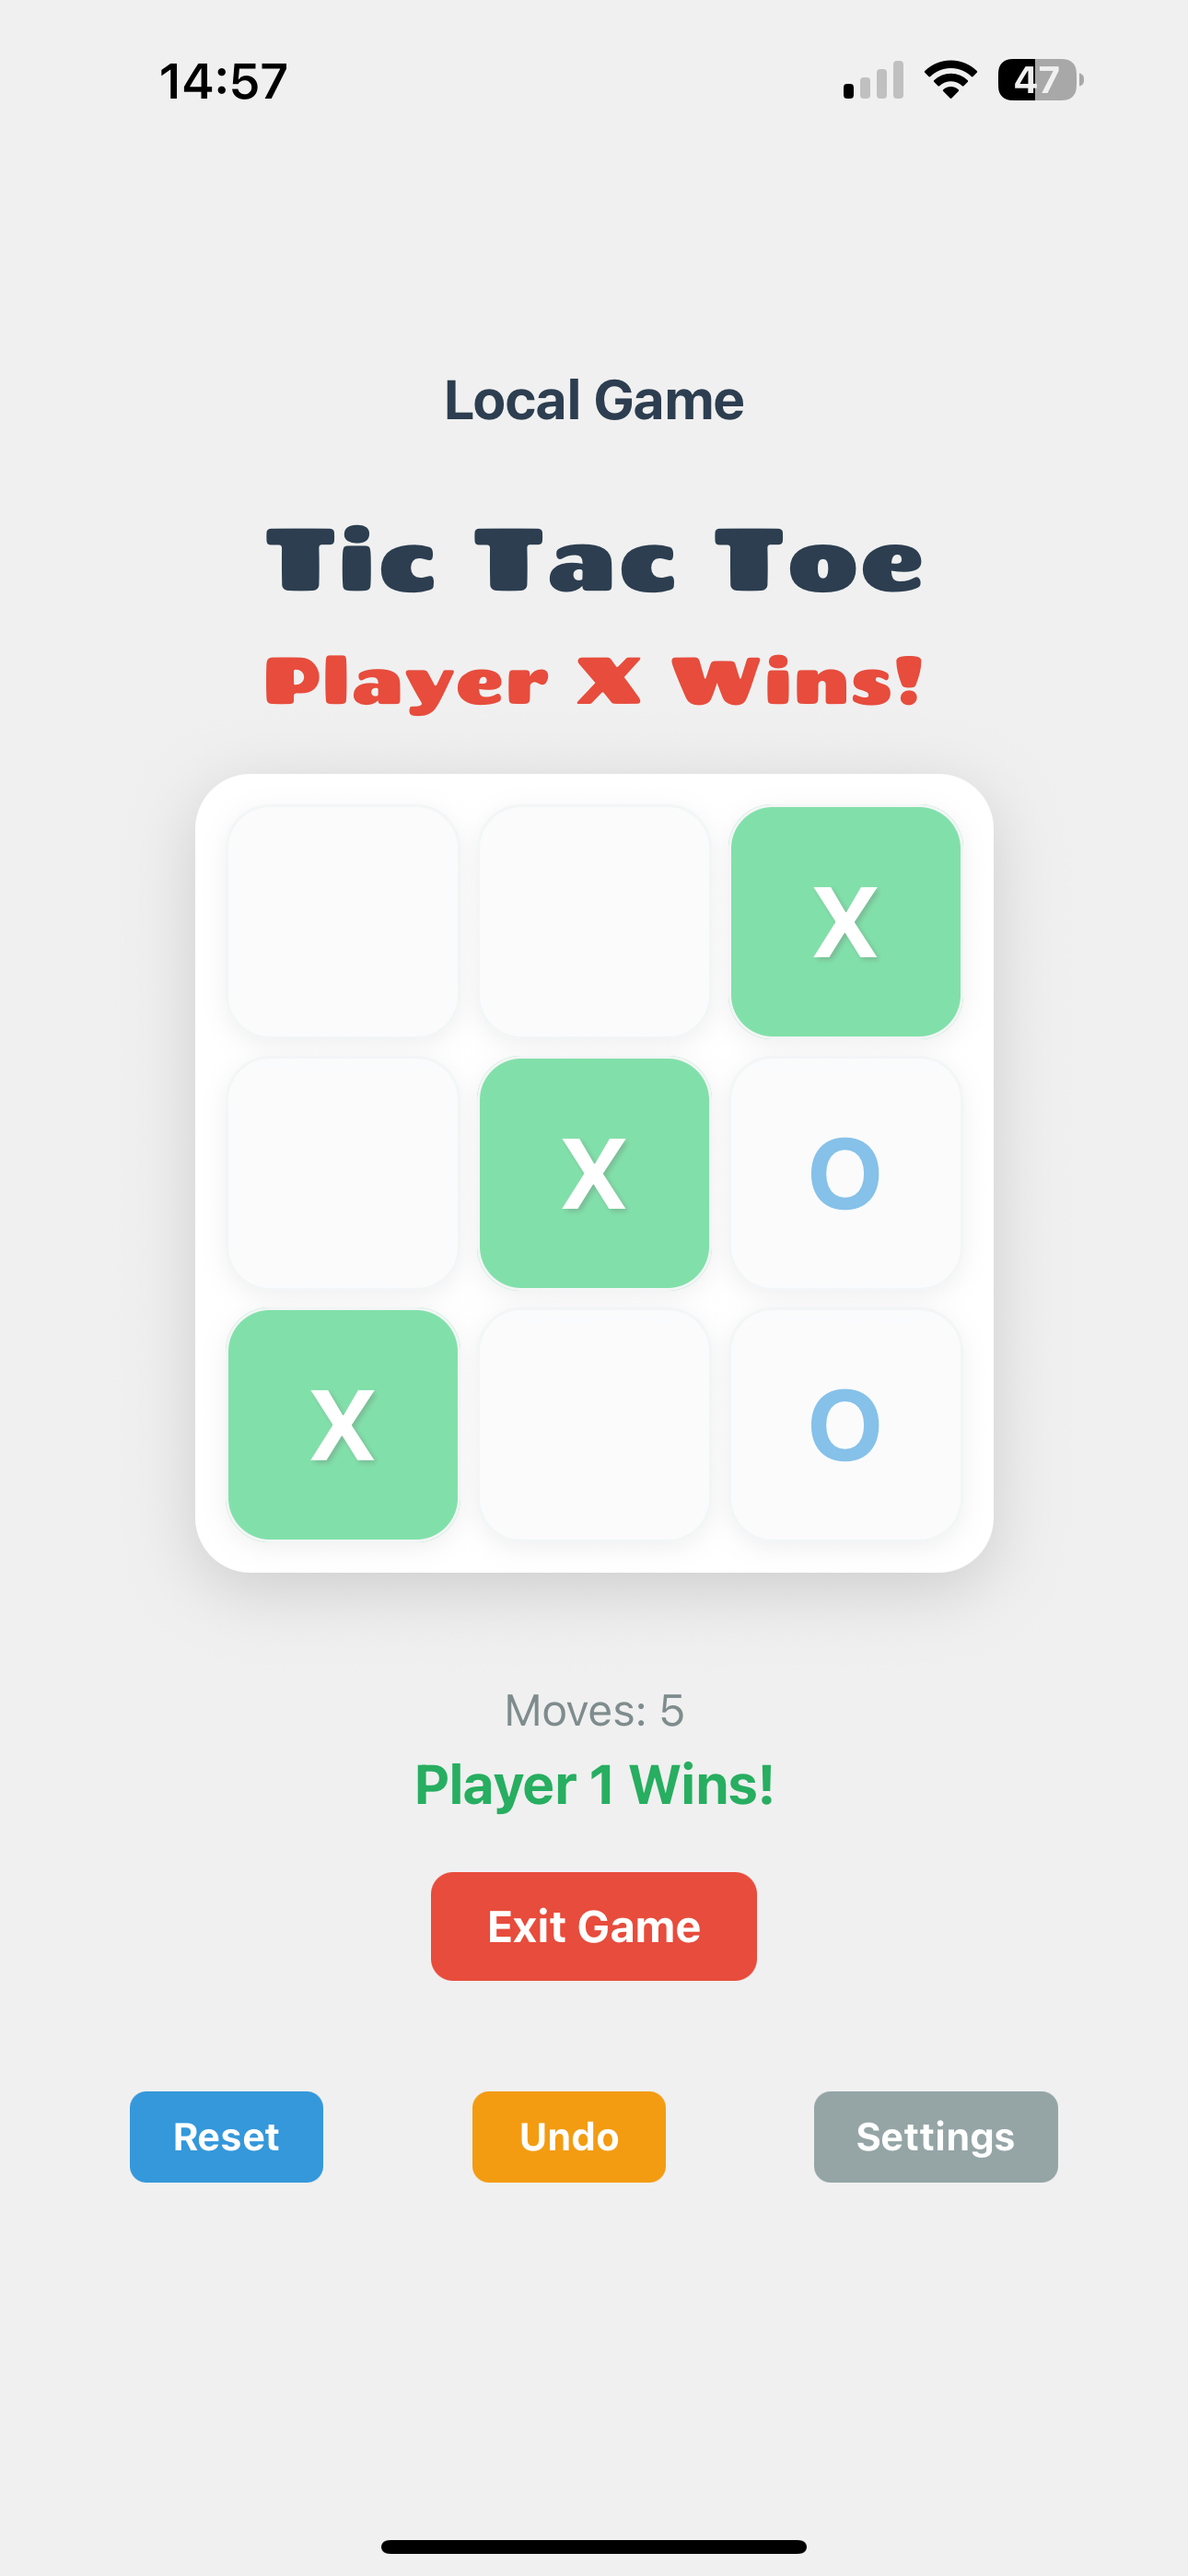 14:57 47
Local Game
Tic Tac Toe
Player X Wins!
X
X O
X O
Moves: 5
Player 1 Wins!
Exit Game
Reset Undo Settings